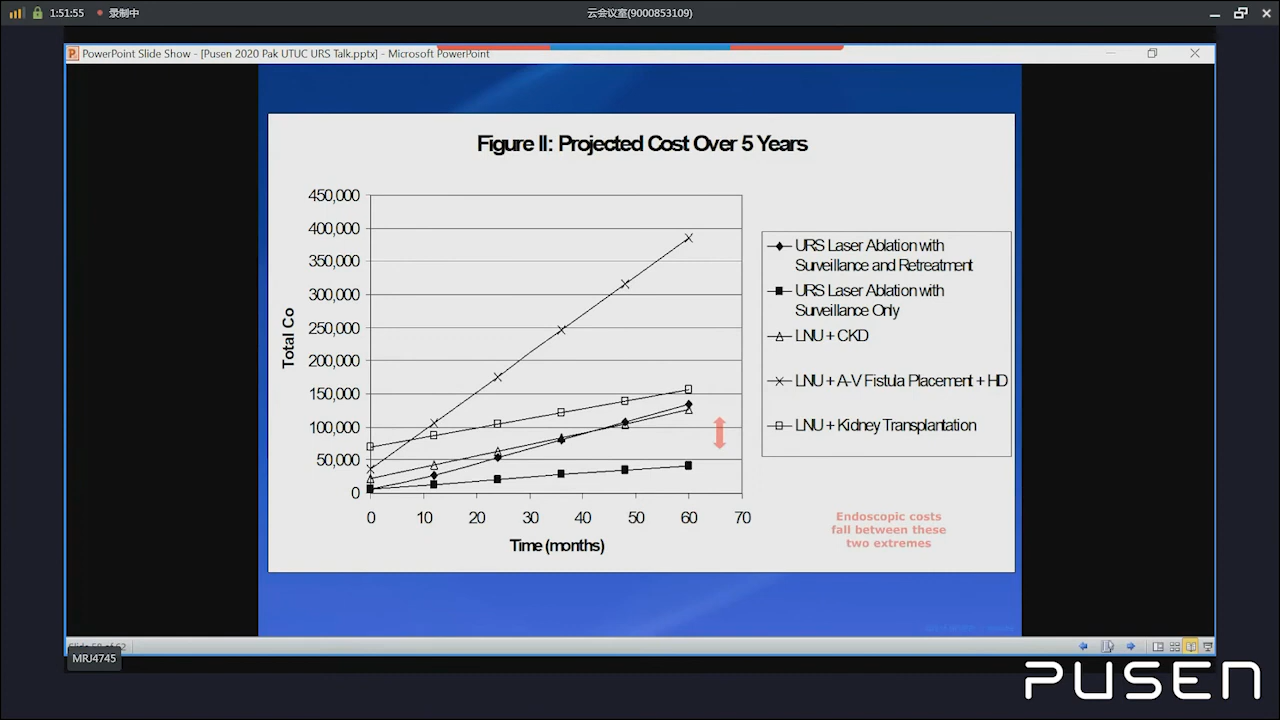 1:51:55 录制中
云会议室(9000853109)
PowerPoint Slide Show - [Pusen 2020 Pak UTUC URS Talk.pptx] - Microsoft PowerPoint
Figure II: Projected Cost Over 5 Years
450,000
400,000
350,000
300,000
250,000
200,000
150,000
100,000
50,000
0
Total Co
0 10 20 30 40 50 60 70
Time (months)
URS Laser Ablation with
Surveillance and Retreatment
URS Laser Ablation with
Surveillance Only
LNU + CKD
LNU + A-V Fistula Placement + HD
LNU + Kidney Transplantation
Endoscopic costs
fall between these
two extremes
MRJ4745
PUSEN